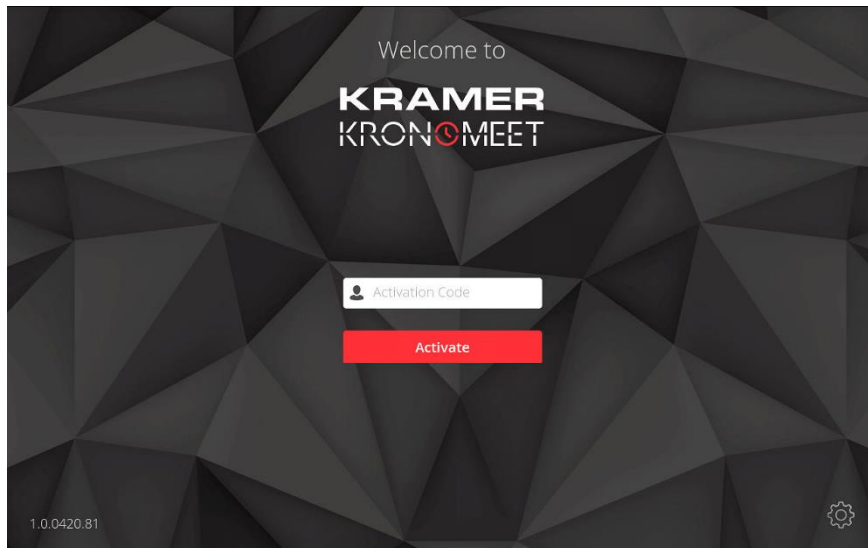 Welcome to
KRAMER
KRONOMEET
Activation Code
Activate
1.0.0420.81